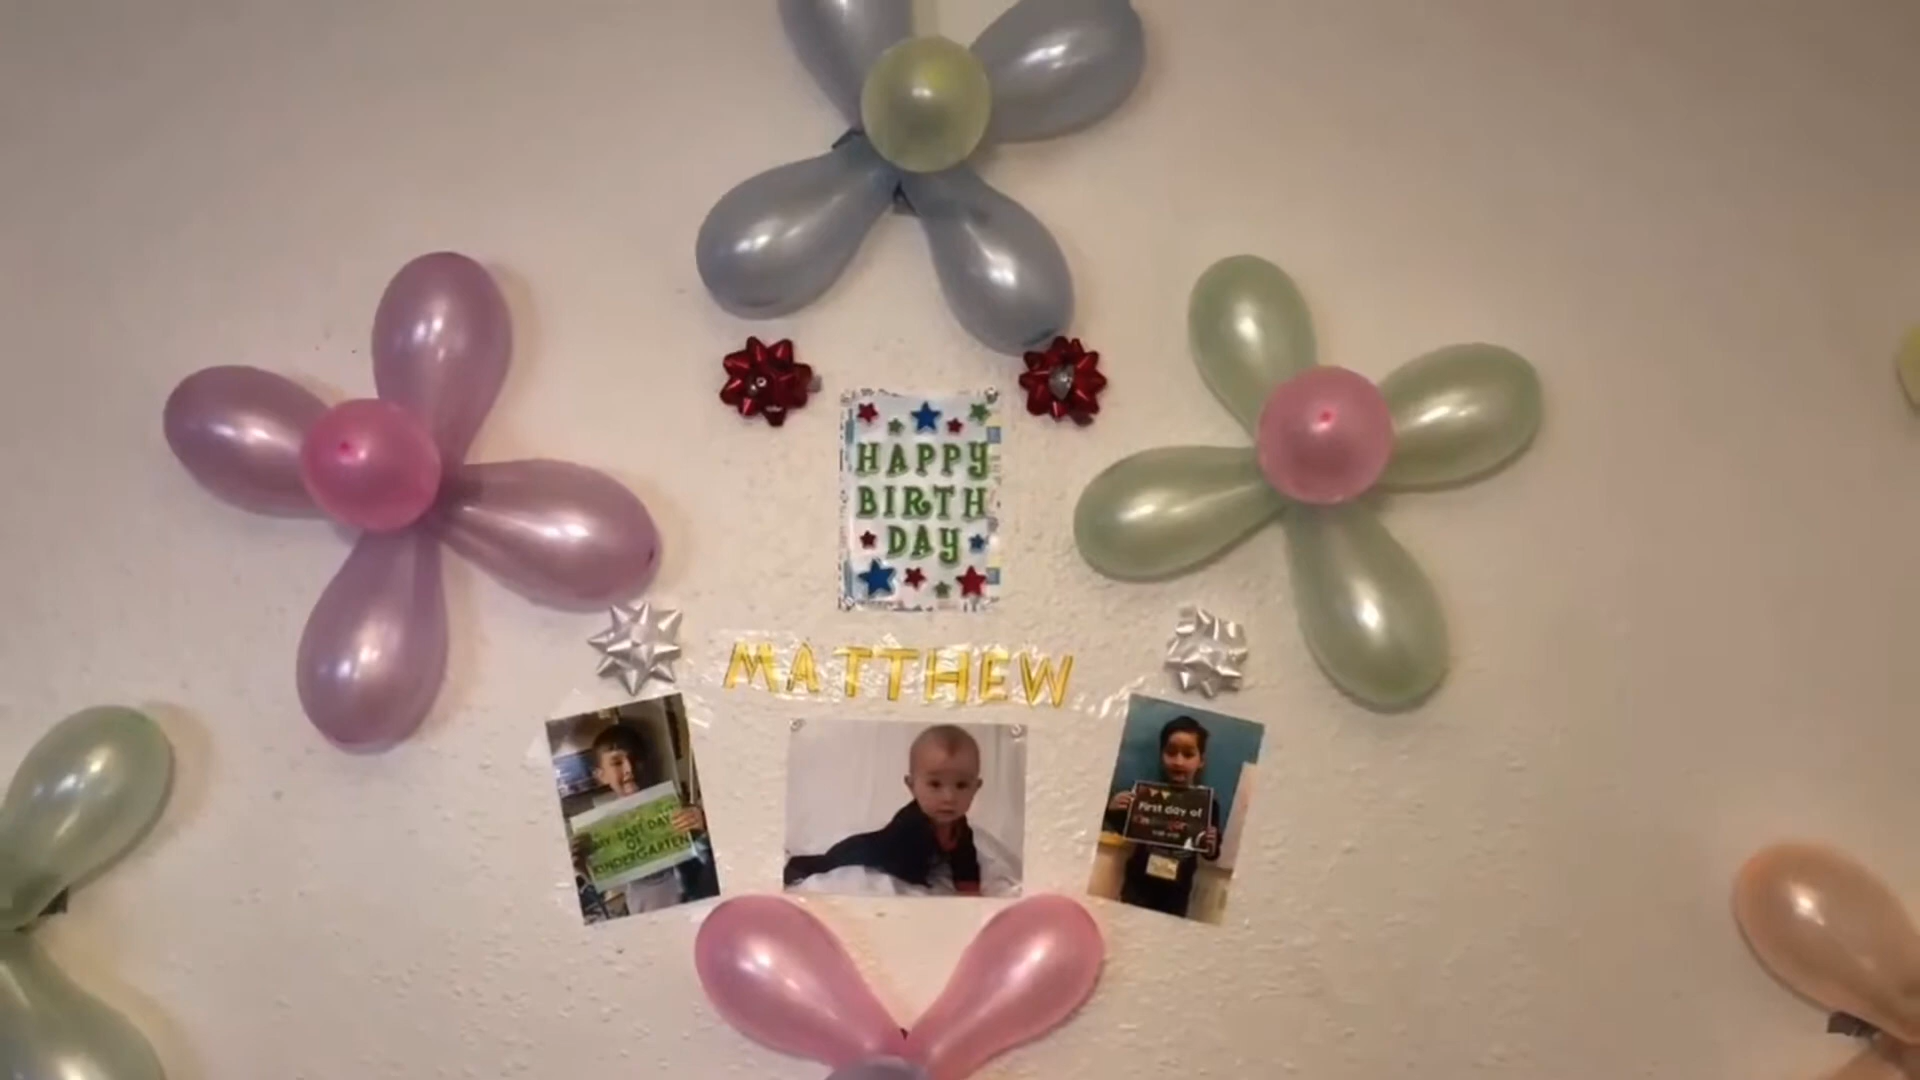 HAPPY
BIRTH
DAY
MATTHEW
MY LAST DAY
OF
KINDERGARTEN
First day of